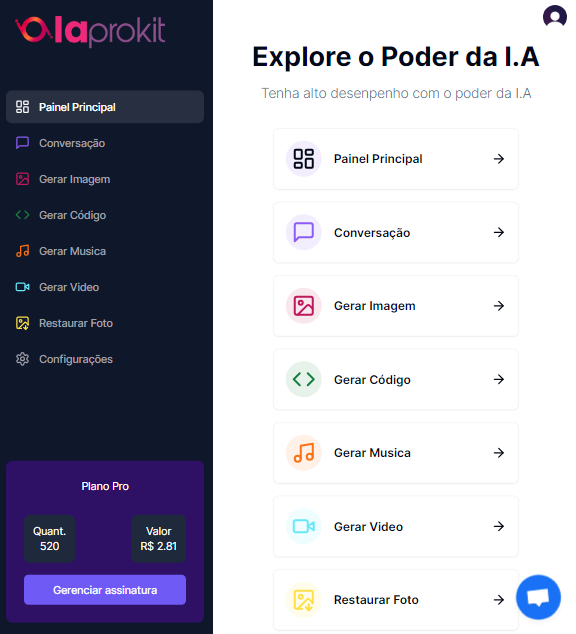 laprokit
Painel Principal
Conversação
Gerar Imagem
Gerar Código
Gerar Musica
Gerar Video
Restaurar Foto
Configurações
Plano Pro
Quant.
520
Valor
R$ 2.81
Gerenciar assinatura
Explore o Poder da I.A
Tenha alto desenpenho com o poder da I.A
Painel Principal
Conversação
Gerar Imagem
Gerar Código
Gerar Musica
Gerar Video
Restaurar Foto